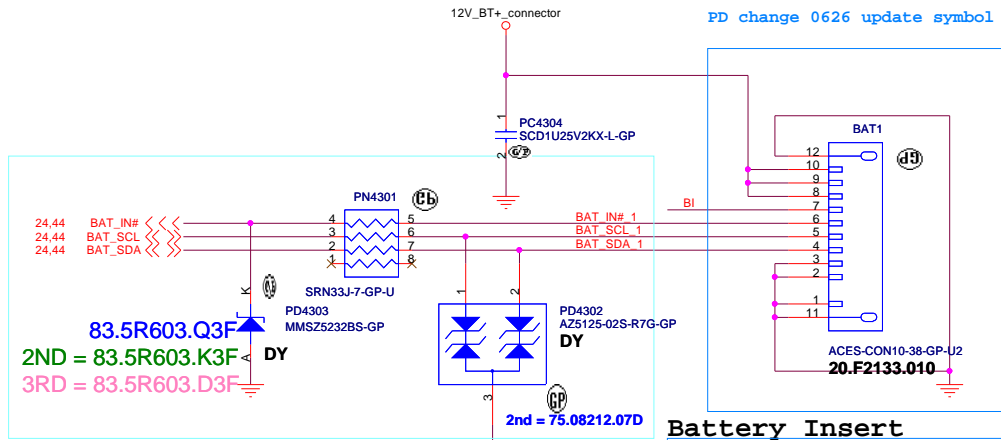 12V_BT+_connector
PD change 0626 update symbol
1
PC4304
SCD1U25V2KX-L-GP
2
G/P
BAT1
12
10
9
8
7
6
5
4
3
2
1
11
GP
PN4301
24,44 BAT_IN# 4 5 BAT_IN#_1
24,44 BAT_SCL 3 6 BAT_SCL_1
24,44 BAT_SDA 2 7 BAT_SDA_1
1 8
BI
SRN33J-7-GP-U
K
PD4303
MMSZ5232BS-GP
A
DY
83.5R603.Q3F
2ND = 83.5R603.K3F
3RD = 83.5R603.D3F
1 2
PD4302
AZ5125-02S-R7G-GP
DY
3
GP
2nd = 75.08212.07D
ACES-CON10-38-GP-U2
20.F2133.010
Battery Insert